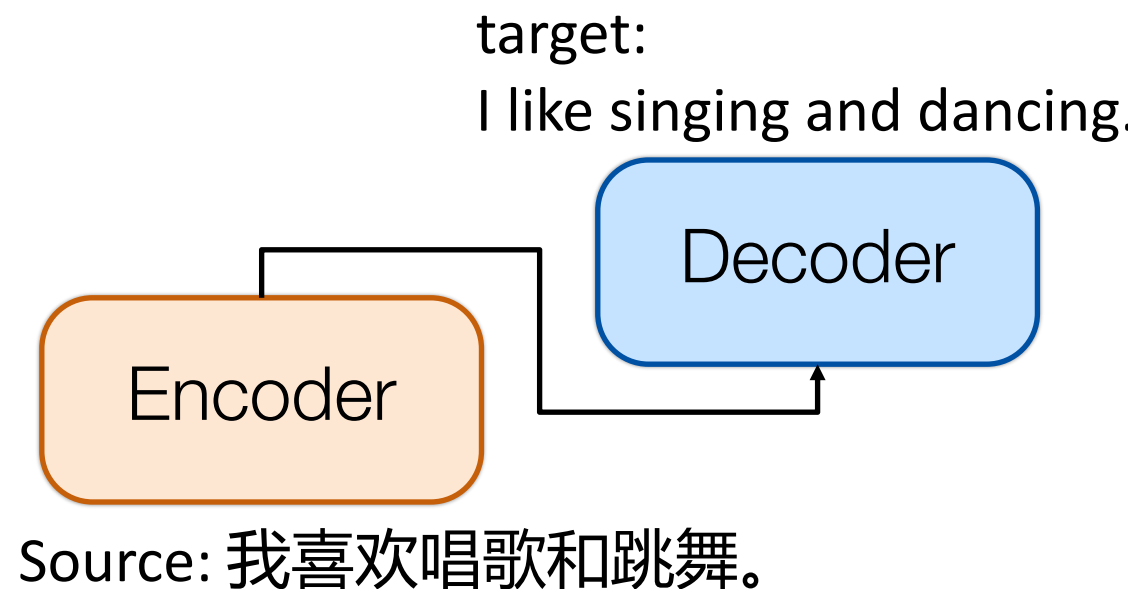 target:
I like singing and dancing.
Decoder
Encoder
Source: 我喜欢唱歌和跳舞。